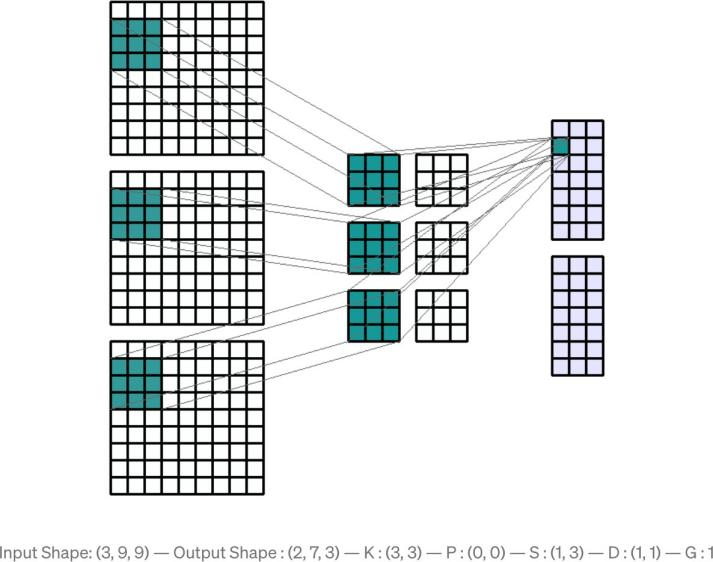 Input Shape: (3, 9, 9) — Output Shape : (2, 7, 3) — K : (3, 3) — P : (0, 0) — S : (1, 3) — D : (1, 1) — G : 1